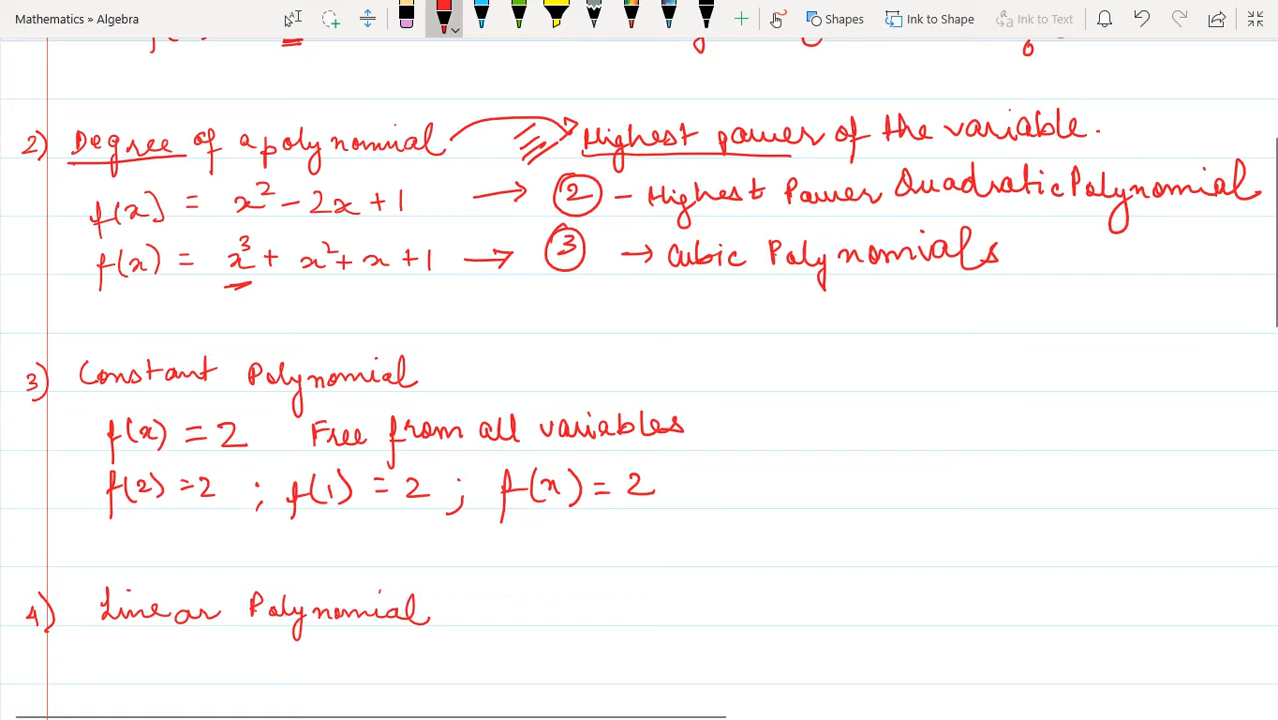 Mathematics » Algebra
Shapes
Ink to Shape
Ink to Text
2) Degree of a polynomial Highest power of the variable.
f(x) = x² - 2x + 1 → ② - Highest Power Quadratic Polynomial
f(x) = x³ + x² + x + 1 → ③ → Cubic Polynomials
3) Constant Polynomial
f(x) = 2 Free from all variables
f(2) = 2 ; f(1) = 2 ; f(x) = 2
4) Linear Polynomial